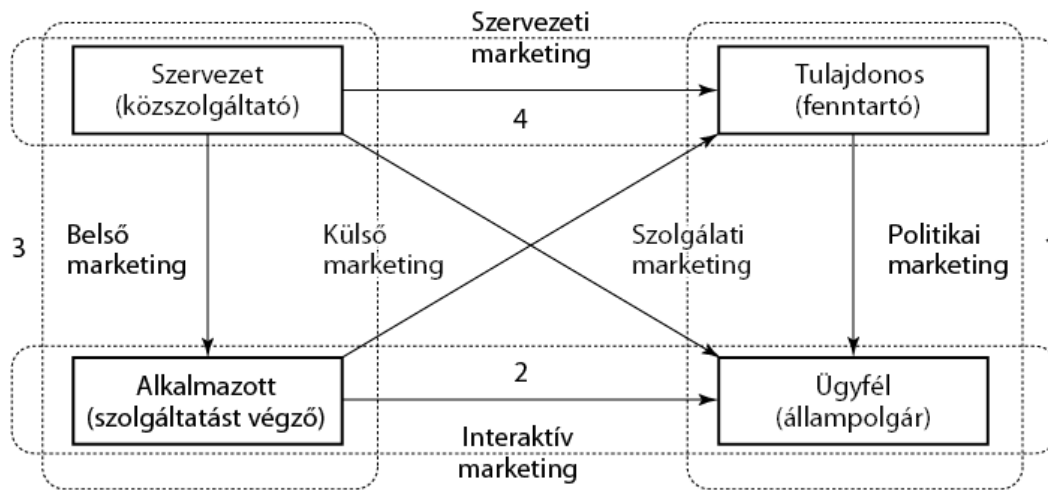 Szervezeti
marketing
Szervezet
(közszolgáltató)
Tulajdonos
(fenntartó)
4
3
Belső
marketing
Külső
marketing
Szolgálati
marketing
Politikai
marketing
Alkalmazott
(szolgáltatást végző)
2
Ügyfél
(állampolgár)
Interaktív
marketing